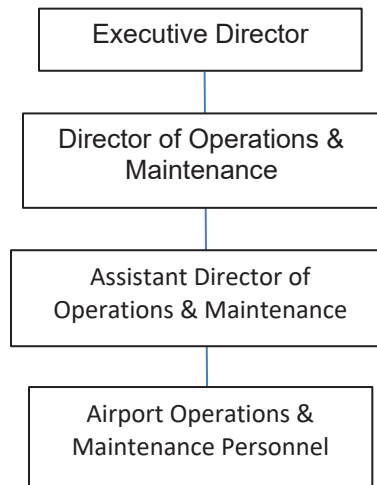 Executive Director
Director of Operations &
Maintenance
Assistant Director of
Operations & Maintenance
Airport Operations &
Maintenance Personnel